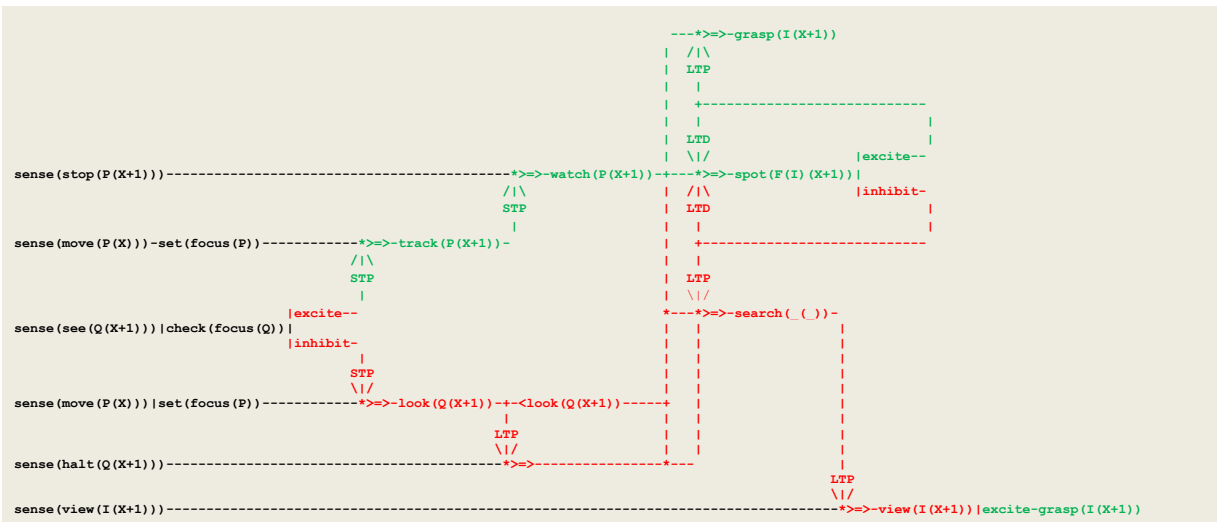 ---*>=>-grasp(I(X+1))
| /|\
| LTP
| |
| +----------------------------
| | |
| LTD |
| \|/ |excite--
sense(stop(P(X+1)))-------------------------------------------*>=>-watch(P(X+1))-+---*>=>-spot(F(I)(X+1))|
/|\ | /|\ |inhibit-
STP | LTD |
| | | |
sense(move(P(X)))-set(focus(P))------------*>=>-track(P(X+1))- | +----------------------------
/|\ | |
STP | LTP
| | \|/
|excite-- *---*>=>-search(_(_))-
sense(see(Q(X+1)))|check(focus(Q))| | | |
|inhibit- | | |
| | | |
STP | | |
\|/ | | |
sense(move(P(X)))|set(focus(P))------------*>=>-look(Q(X+1))-+-<look(Q(X+1))-----+ | |
| | | |
LTP | | |
\|/ | | |
sense(halt(Q(X+1)))------------------------------------------*>=>----------------*--- |
LTP
\|/
sense(view(I(X+1)))------------------------------------------------------------------------------------*>=>-view(I(X+1))|excite-grasp(I(X+1))